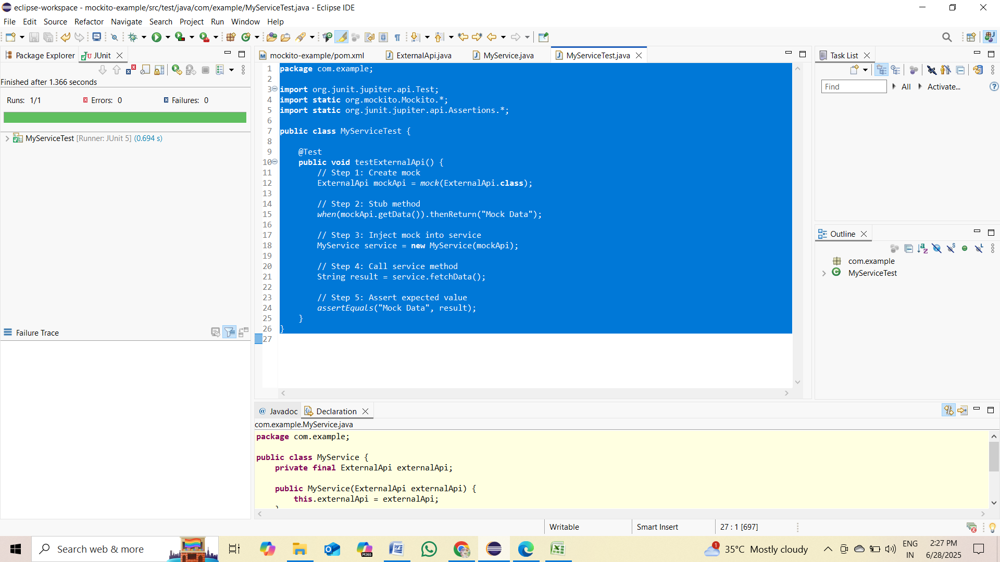 eclipse-workspace - mockito-example/src/test/java/com/example/MyServiceTest.java - Eclipse IDE
File Edit Source Refactor Navigate Search Project Run Window Help
Package Explorer JUnit
Finished after 1.366 seconds
Runs: 1/1 Errors: 0 Failures: 0
MyServiceTest [Runner: JUnit 5] (0.694 s)
Failure Trace
mockito-example/pom.xml ExternalApi.java MyService.java MyServiceTest.java
1 package com.example;
2
3 import org.junit.jupiter.api.Test;
4 import static org.mockito.Mockito.*;
5 import static org.junit.jupiter.api.Assertions.*;
6
7 public class MyServiceTest {
8
9 @Test
10 public void testExternalApi() {
11 // Step 1: Create mock
12 ExternalApi mockApi = mock(ExternalApi.class);
13
14 // Step 2: Stub method
15 when(mockApi.getData()).thenReturn("Mock Data");
16
17 // Step 3: Inject mock into service
18 MyService service = new MyService(mockApi);
19
20 // Step 4: Call service method
21 String result = service.fetchData();
22
23 // Step 5: Assert expected value
24 assertEquals("Mock Data", result);
25 }
26 }
27
Task List
Find All Activate...
Outline
com.example
MyServiceTest
@ Javadoc Declaration
com.example.MyService.java
package com.example;
public class MyService {
private final ExternalApi externalApi;
public MyService(ExternalApi externalApi) {
this.externalApi = externalApi;
Writable Smart Insert 27 : 1 [697]
Search web & more
M365
1
35°C Mostly cloudy
ENG
IN
2:27 PM
6/28/2025